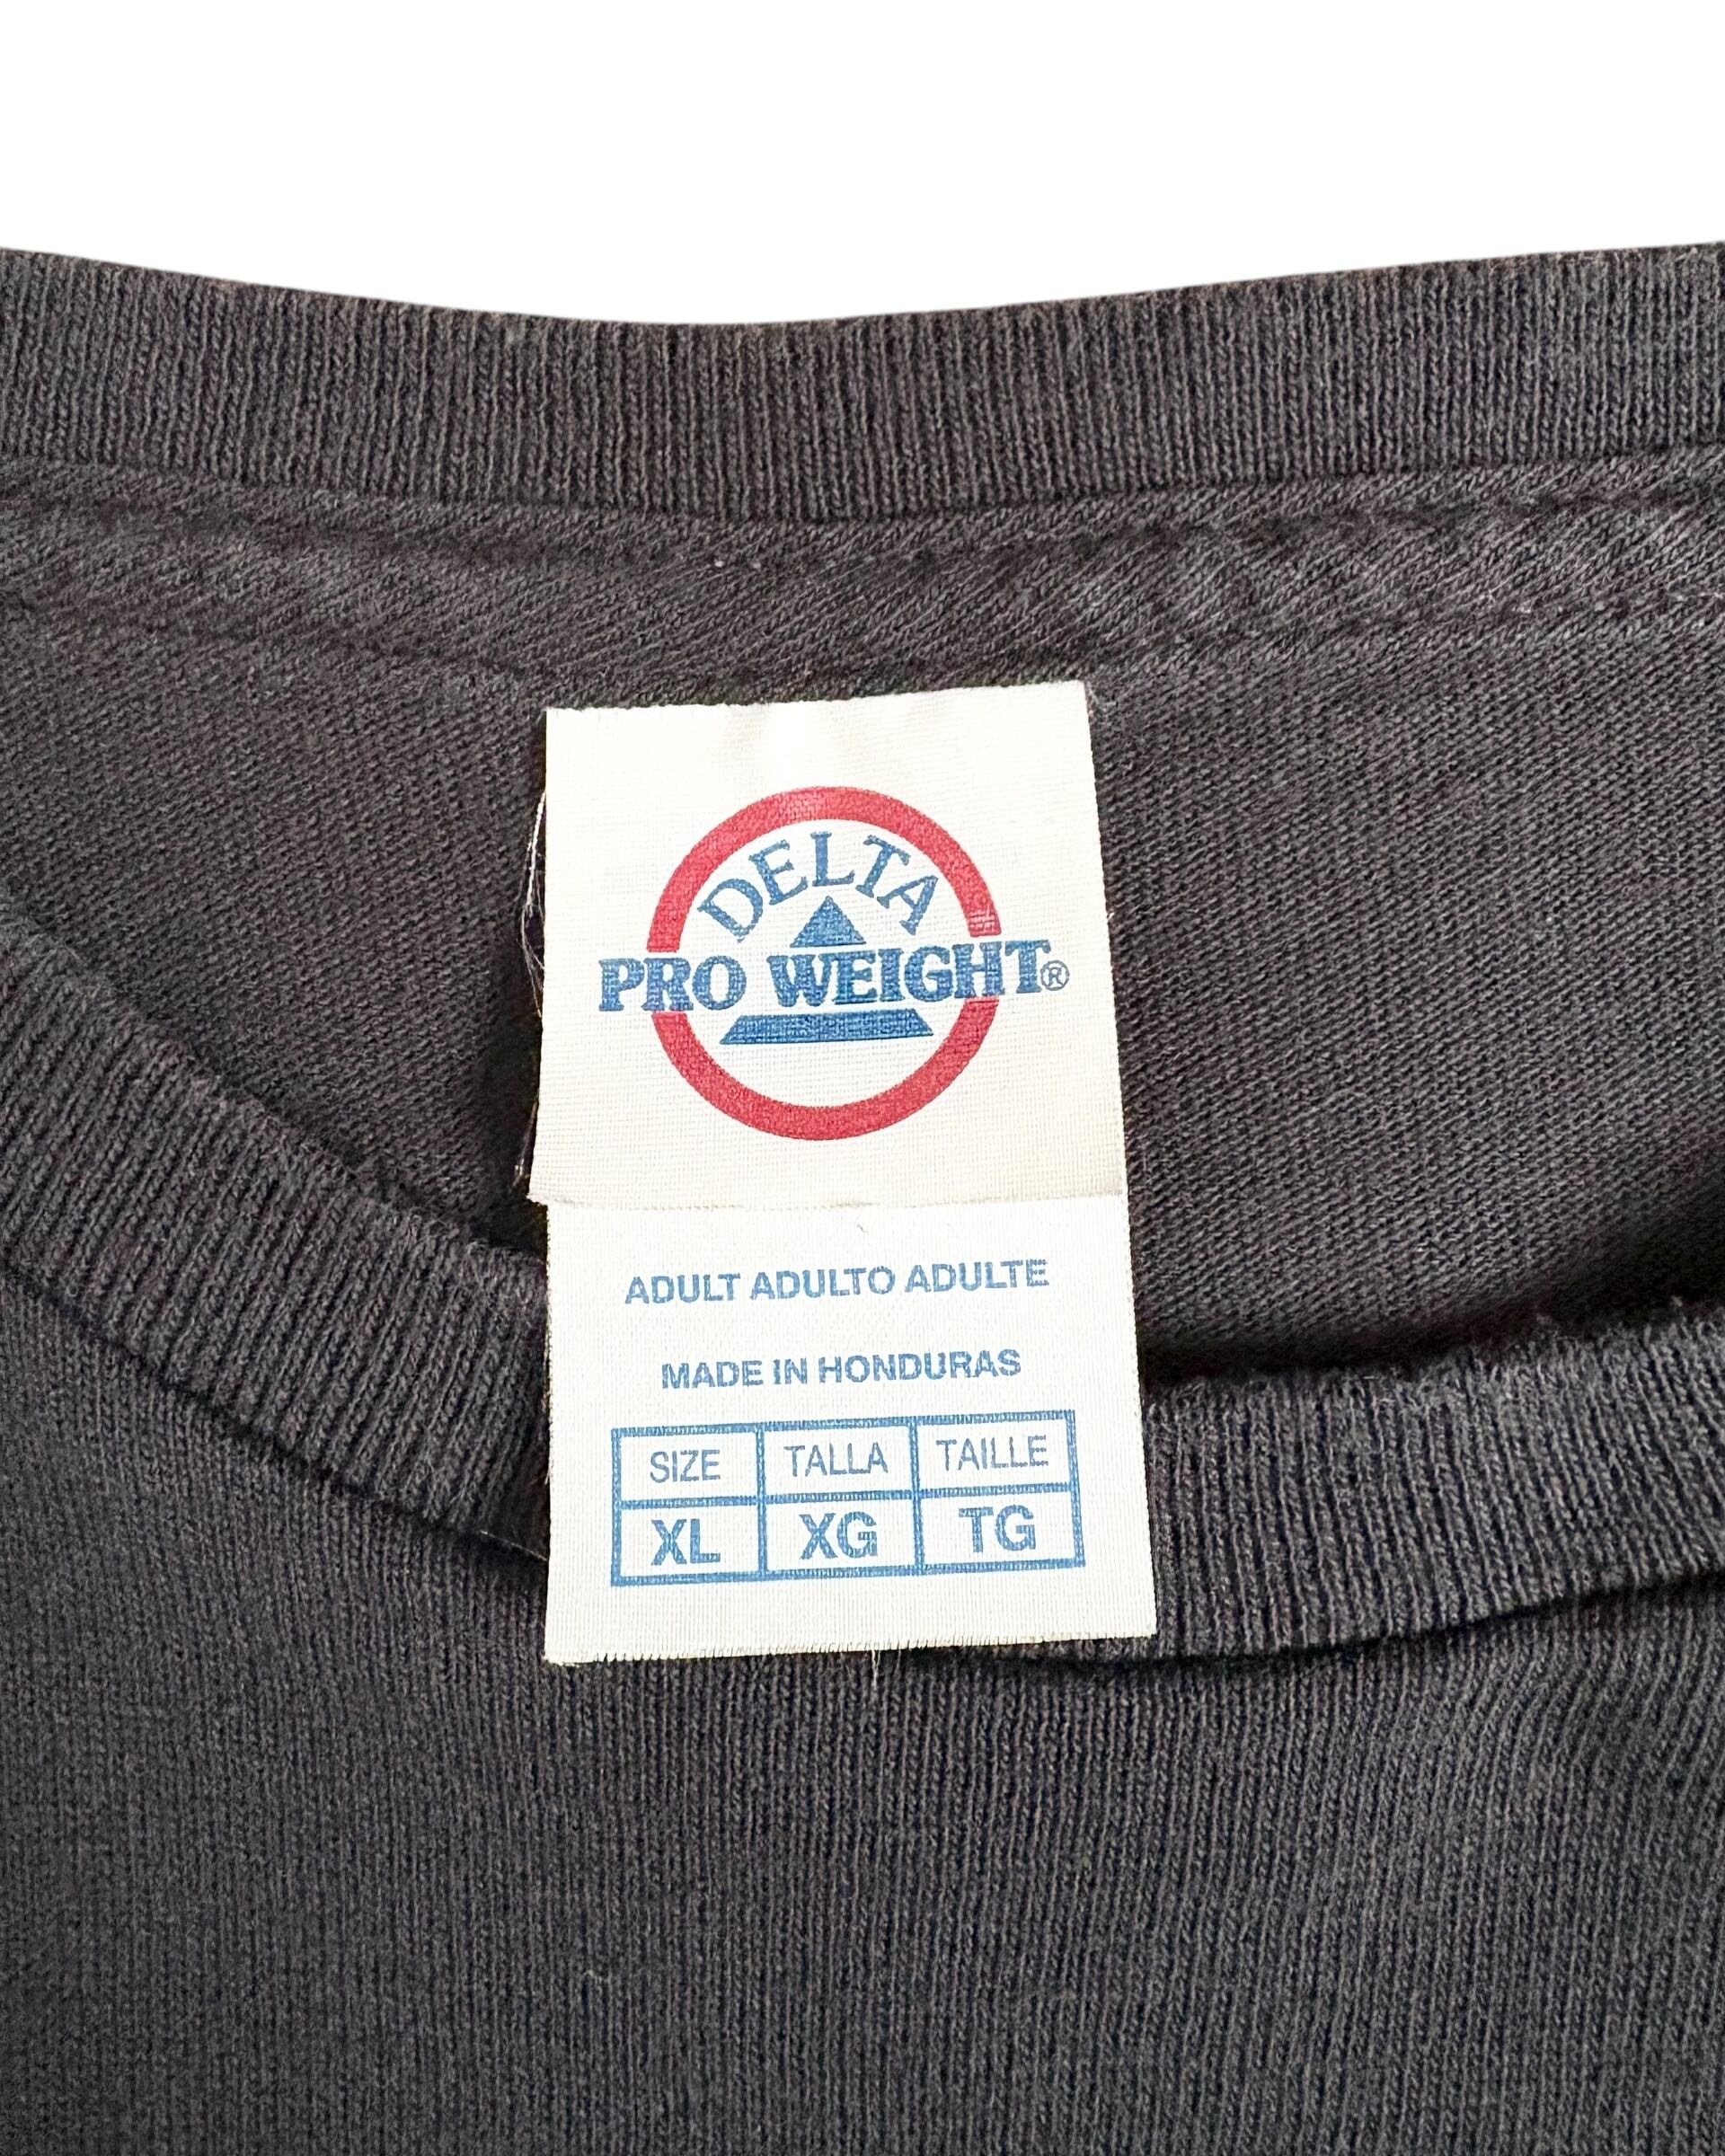 DELTA
PRO WEIGHT®
ADULT ADULTO ADULTE
MADE IN HONDURAS
SIZE TALLA TAILLE
XL XG TG